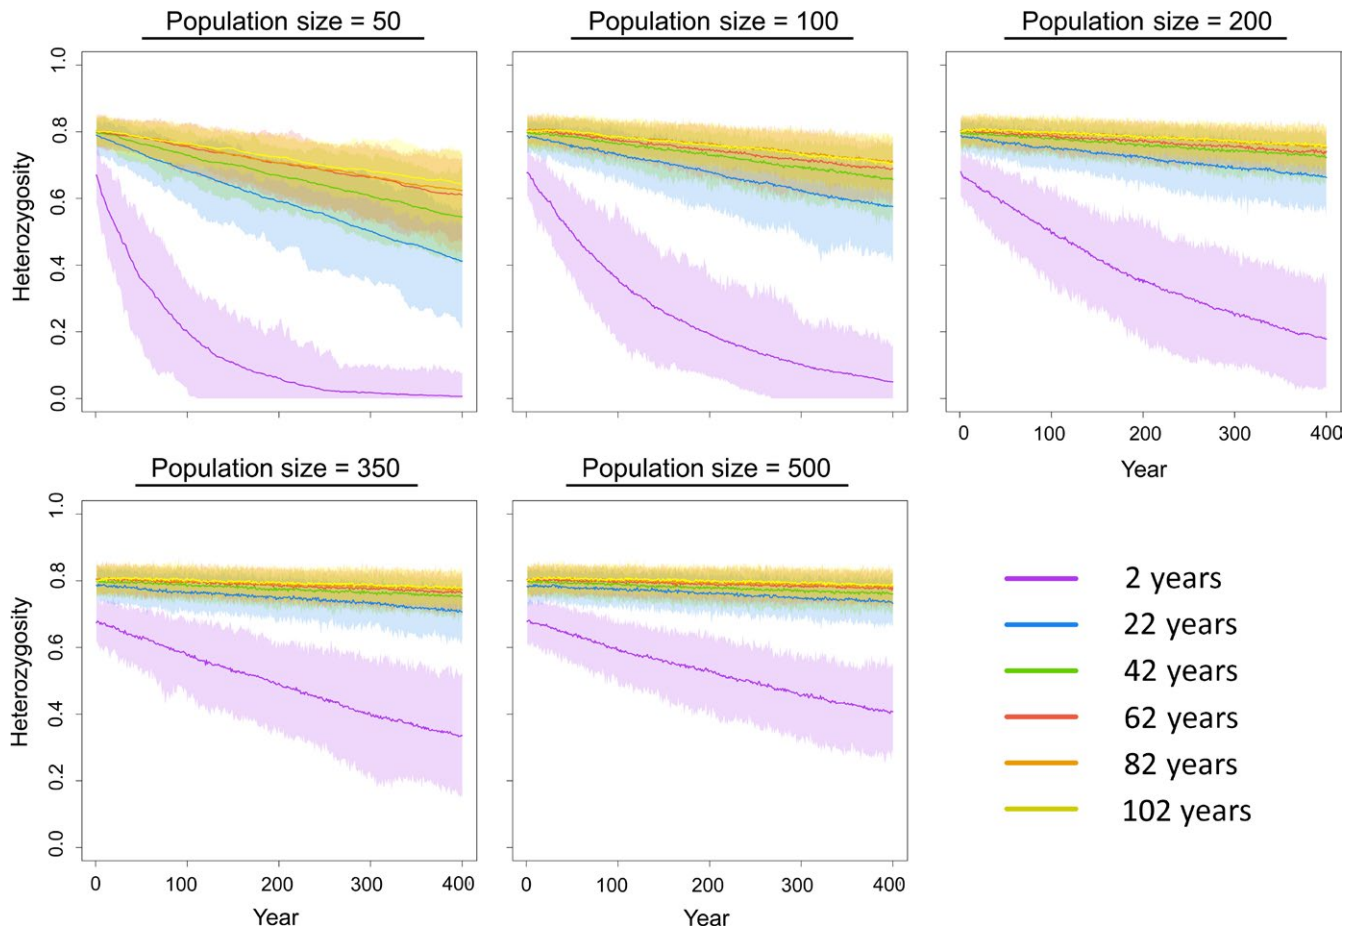 Population size = 50
Population size = 100
Population size = 200
Heterozygosity
1.0
0.8
0.6
0.4
0.2
0.0
0 100 200 300 400
Year
Population size = 350
Population size = 500
Heterozygosity
1.0
0.8
0.6
0.4
0.2
0.0
0 100 200 300 400
Year
0 100 200 300 400
Year
2 years
22 years
42 years
62 years
82 years
102 years